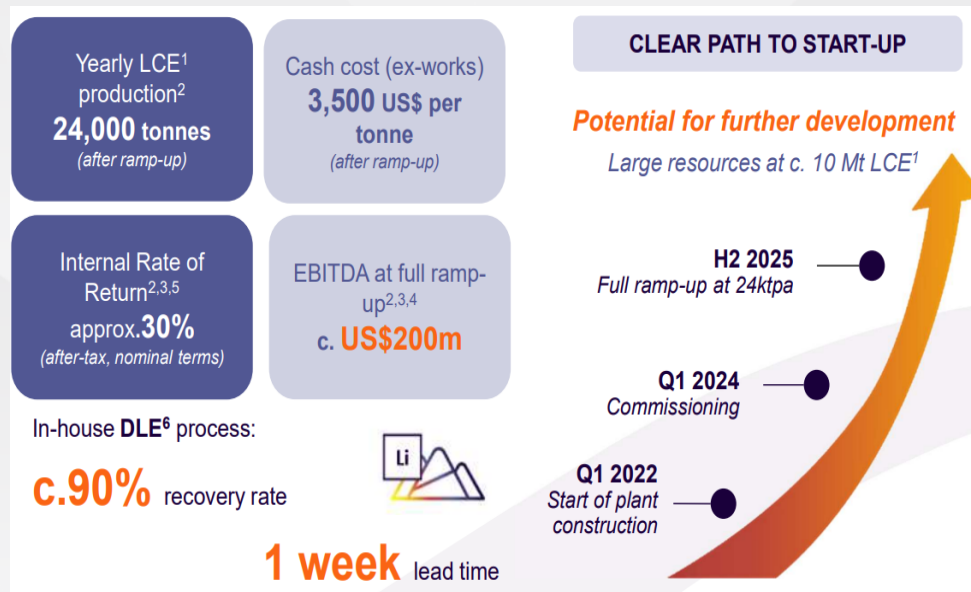 Yearly LCE¹
production²
24,000 tonnes
(after ramp-up)
Cash cost (ex-works)
3,500 US$ per
tonne
(after ramp-up)
Internal Rate of
Return²,³,⁵
approx.30%
(after-tax, nominal terms)
EBITDA at full ramp-
up²,³,⁴
c. US$200m
In-house DLE⁶ process:
c.90% recovery rate
Li
1 week lead time
CLEAR PATH TO START-UP
Potential for further development
Large resources at c. 10 Mt LCE¹
H2 2025
Full ramp-up at 24ktpa
Q1 2024
Commissioning
Q1 2022
Start of plant
construction